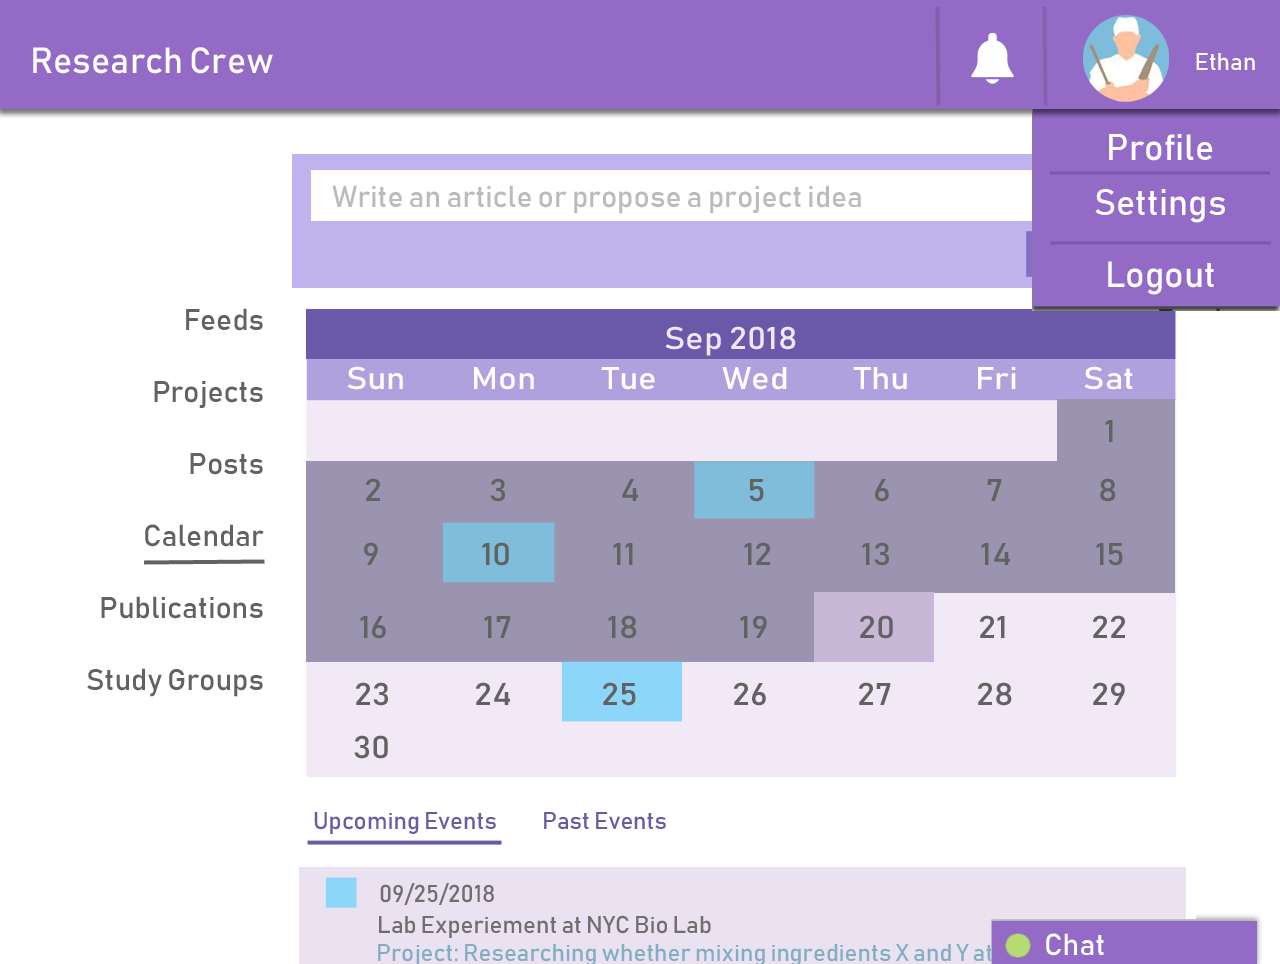 Research Crew
Ethan
Profile
Settings
Logout
Write an article or propose a project idea
Feeds
Projects
Posts
Calendar
Publications
Study Groups
Sep 2018
Sun Mon Tue Wed Thu Fri Sat
1
2 3 4 5 6 7 8
9 10 11 12 13 14 15
16 17 18 19 20 21 22
23 24 25 26 27 28 29
30
Upcoming Events Past Events
09/25/2018
Lab Experiement at NYC Bio Lab
Project: Researching whether mixing ingredients X and Y at
Chat